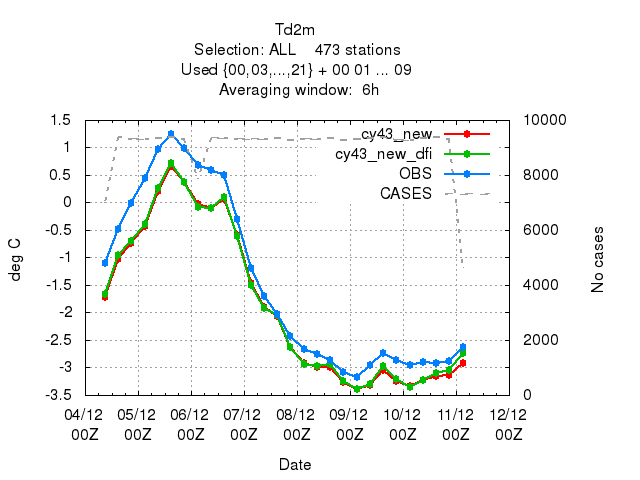 Td2m
Selection: ALL 473 stations
Used {00,03,...,21} + 00 01 ... 09
Averaging window: 6h
1.5
1
0.5
0
-0.5
-1
-1.5
-2
-2.5
-3
-3.5
deg C
cy43_new
cy43_new_dfi
OBS
CASES
10000
8000
6000
4000
2000
0
No cases
04/12 05/12 06/12 07/12 08/12 09/12 10/12 11/12 12/12
00Z 00Z 00Z 00Z 00Z 00Z 00Z 00Z 00Z
Date